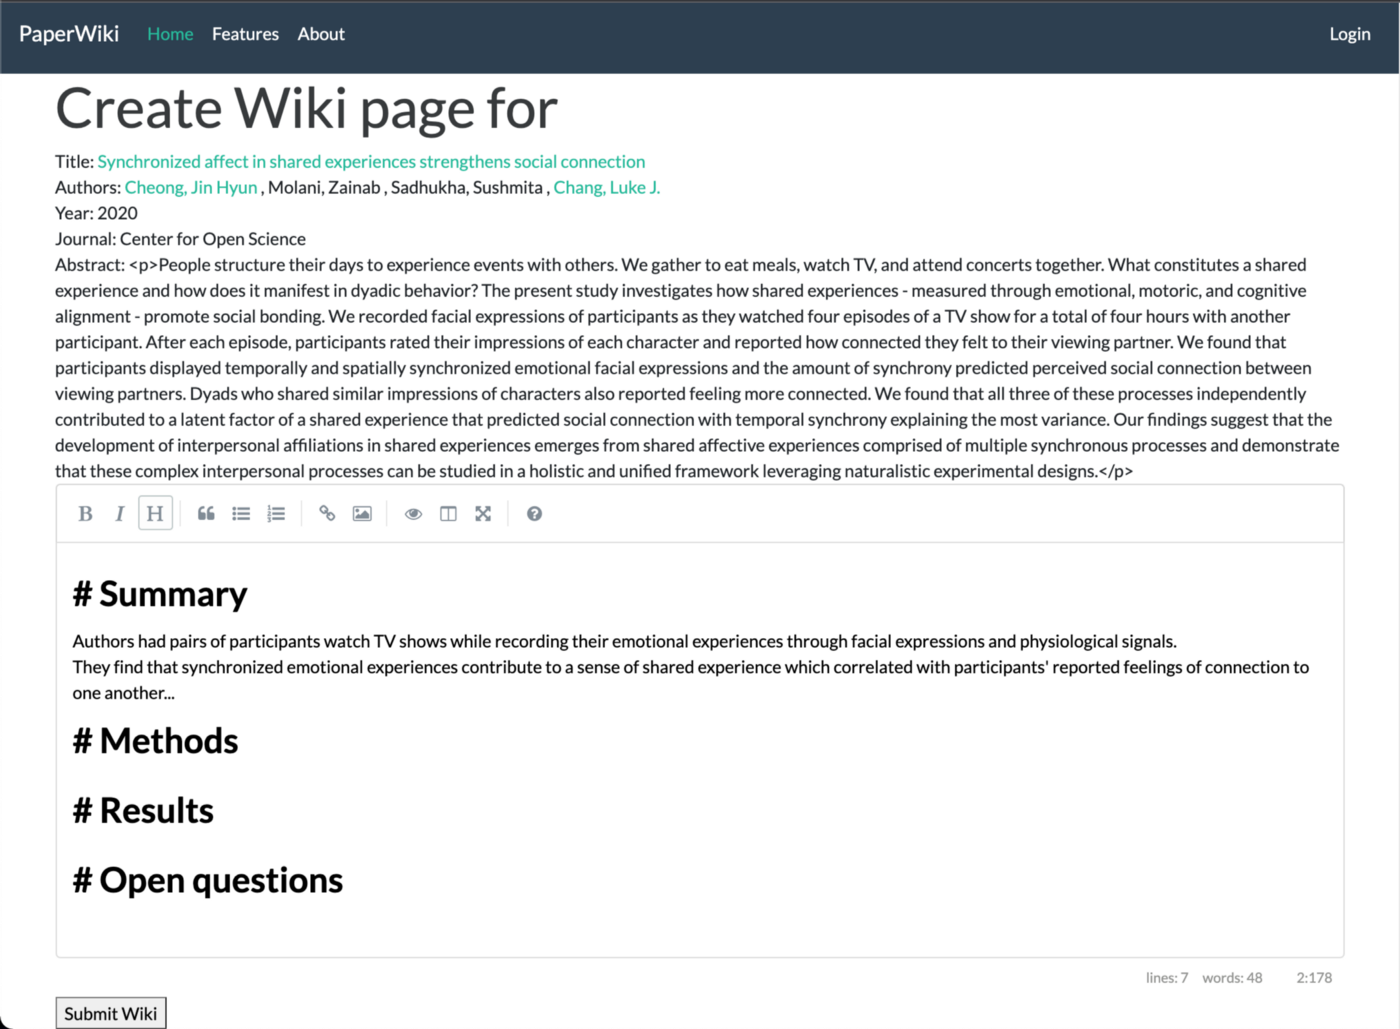 PaperWiki Home Features About Login
Create Wiki page for
Title: Synchronized affect in shared experiences strengthens social connection
Authors: Cheong, Jin Hyun , Molani, Zainab , Sadhukha, Sushmita , Chang, Luke J.
Year: 2020
Journal: Center for Open Science
Abstract: <p>People structure their days to experience events with others. We gather to eat meals, watch TV, and attend concerts together. What constitutes a shared
experience and how does it manifest in dyadic behavior? The present study investigates how shared experiences - measured through emotional, motoric, and cognitive
alignment - promote social bonding. We recorded facial expressions of participants as they watched four episodes of a TV show for a total of four hours with another
participant. After each episode, participants rated their impressions of each character and reported how connected they felt to their viewing partner. We found that
participants displayed temporally and spatially synchronized emotional facial expressions and the amount of synchrony predicted perceived social connection between
viewing partners. Dyads who shared similar impressions of characters also reported feeling more connected. We found that all three of these processes independently
contributed to a latent factor of a shared experience that predicted social connection with temporal synchrony explaining the most variance. Our findings suggest that the
development of interpersonal affiliations in shared experiences emerges from shared affective experiences comprised of multiple synchronous processes and demonstrate
that these complex interpersonal processes can be studied in a holistic and unified framework leveraging naturalistic experimental designs.</p>
B I H
# Summary
Authors had pairs of participants watch TV shows while recording their emotional experiences through facial expressions and physiological signals.
They find that synchronized emotional experiences contribute to a sense of shared experience which correlated with participants' reported feelings of connection to
one another...
# Methods
# Results
# Open questions
lines: 7 words: 48 2:178
Submit Wiki